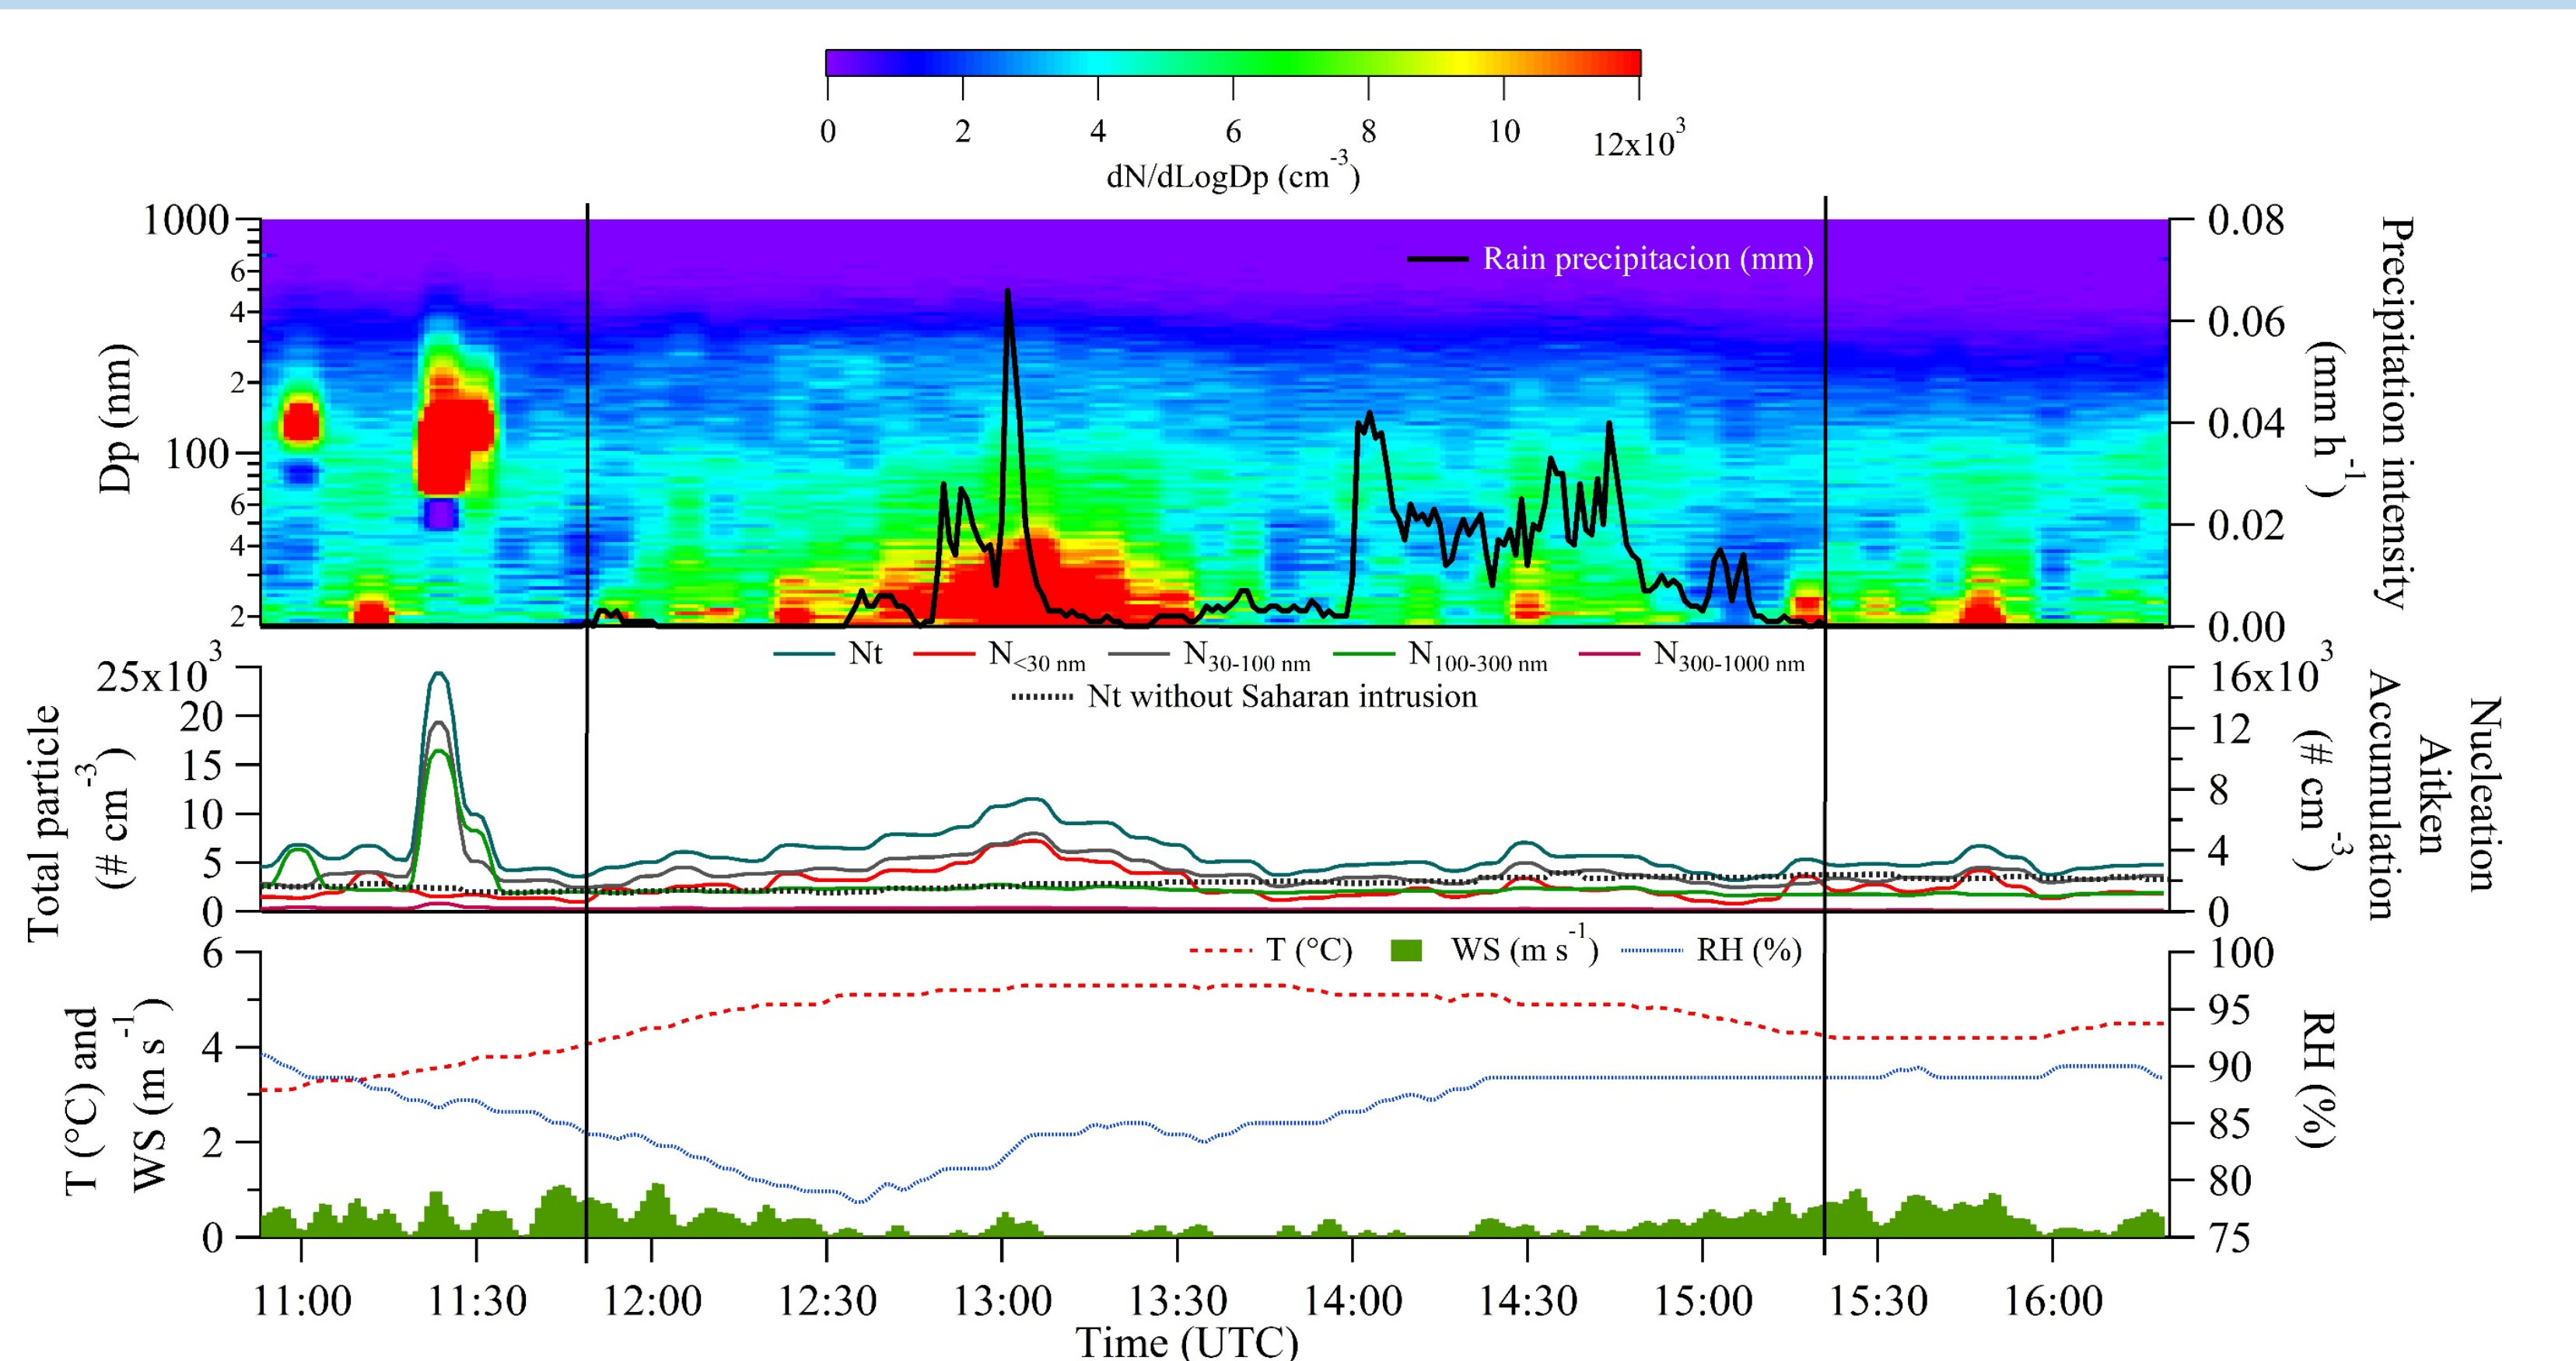 0 2 4 6 8 10 12x10³
dN/dLogDp (cm⁻³)
1000
6
4
2
100
6
4
2
Dp (nm)
Rain precipitacion (mm)
0.08
0.06
0.04
0.02
0.00
Precipitation intensity
(mm h⁻¹)
Nt N<30 nm N30-100 nm N100-300 nm N300-1000 nm
Nt without Saharan intrusion
25x10³
20
15
10
5
0
Total particle
(# cm⁻³)
16x10³
12
8
4
0
Nucleation
Aitken
Accumulation
(# cm⁻³)
T (°C) WS (m s⁻¹) RH (%)
6
4
2
0
T (°C) and
WS (m s⁻¹)
100
95
90
85
80
75
RH (%)
11:00 11:30 12:00 12:30 13:00 13:30 14:00 14:30 15:00 15:30 16:00
Time (UTC)